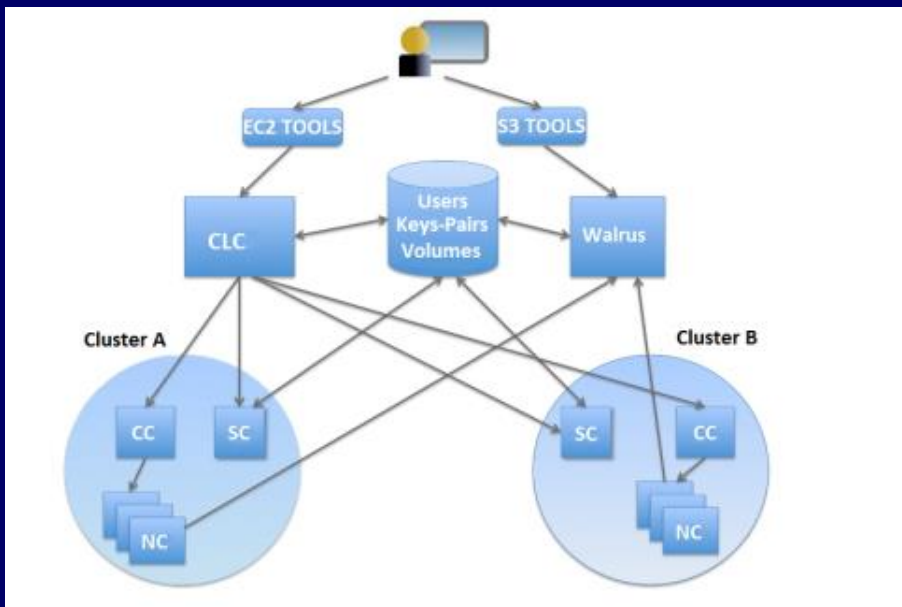 EC2 TOOLS
S3 TOOLS
CLC
Users
Keys-Pairs
Volumes
Walrus
Cluster A
Cluster B
CC
SC
SC
CC
NC
NC